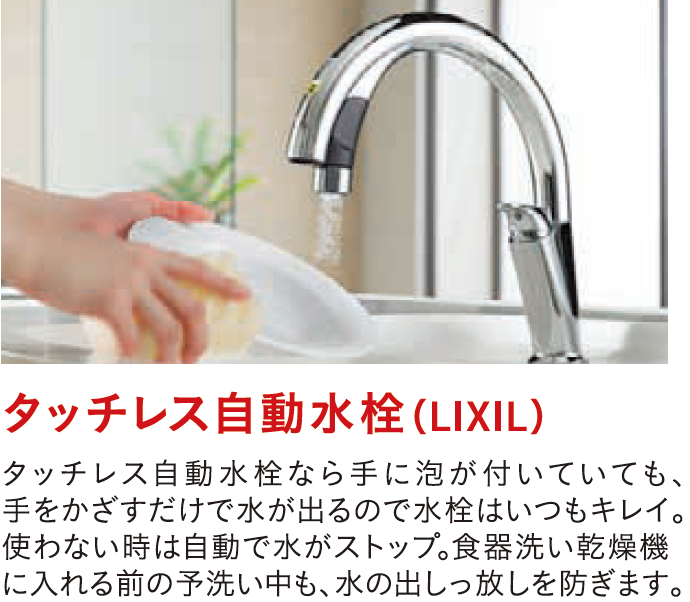 タッチレス自動水栓(LIXIL)
タッチレス自動水栓なら手に泡が付いていても、
手をかざすだけで水が出るので水栓はいつもキレイ。
使わない時は自動で水がストップ。食器洗い乾燥機
に入れる前の予洗い中も、水の出しっ放しを防ぎます。